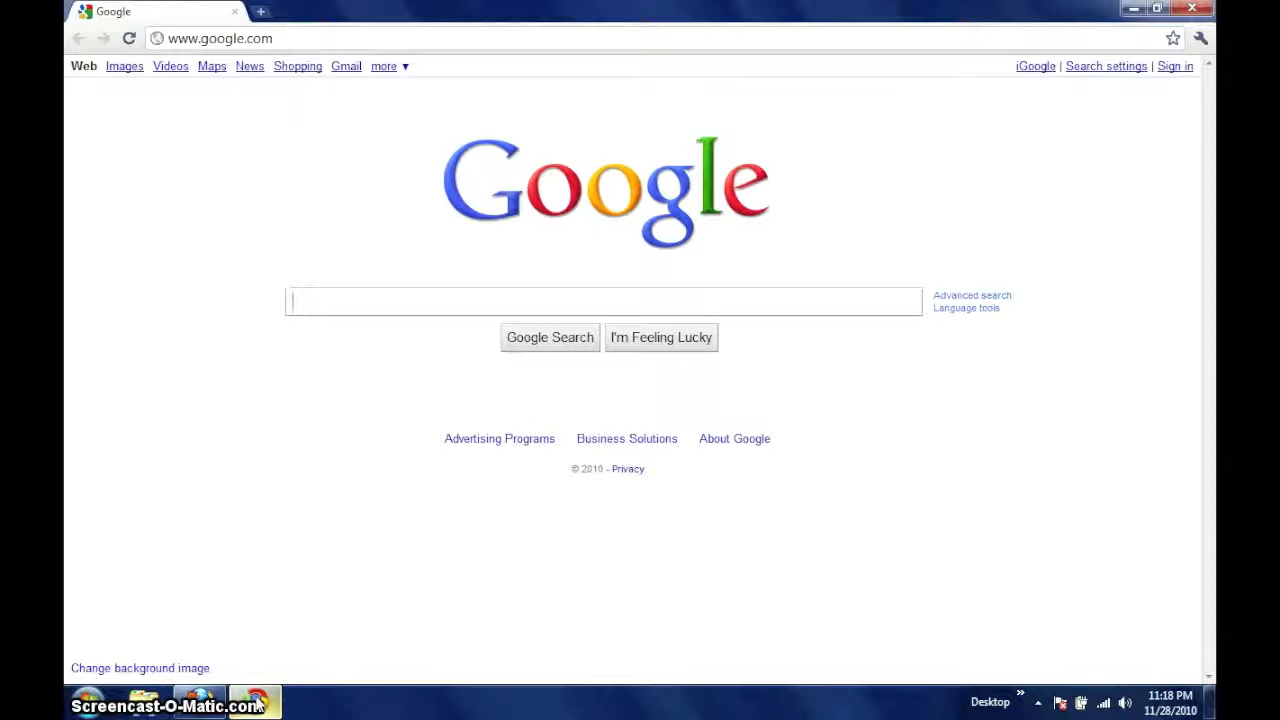 Google
www.google.com
Web Images Videos Maps News Shopping Gmail more ▼ iGoogle | Search settings | Sign in
Google
Advanced search
Language tools
Google Search I'm Feeling Lucky
Advertising Programs Business Solutions About Google
© 2010 - Privacy
Change background image
Screencast-O-Matic.com
Desktop »
11:18 PM
11/28/2010